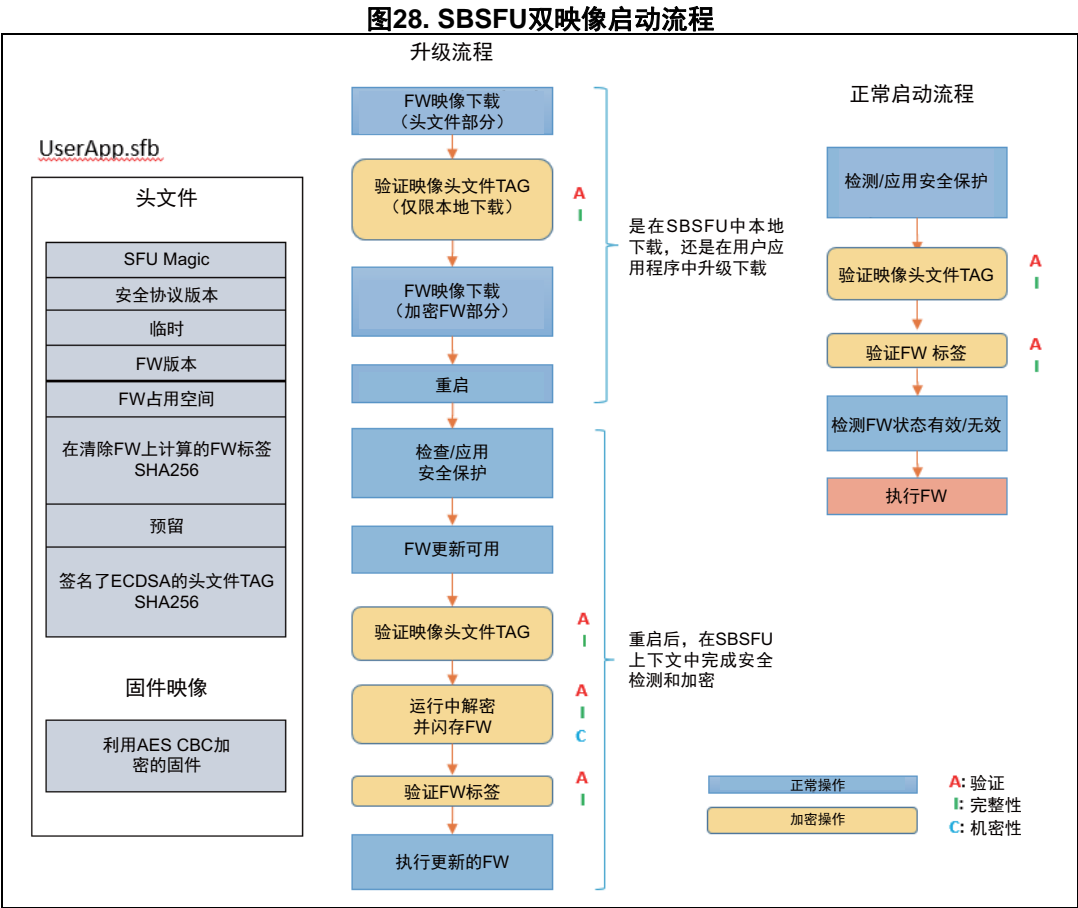 图28. SBSFU双映像启动流程
UserApp.sfb
头文件
SFU Magic
安全协议版本
临时
FW版本
FW占用空间
在清除FW上计算的FW标签
SHA256
预留
签名了ECDSA的头文件TAG
SHA256
固件映像
利用AES CBC加
密的固件
升级流程
FW映像下载
（头文件部分）
验证映像头文件TAG
（仅限本地下载）
A
I
FW映像下载
（加密FW部分）
重启
是在SBSFU中本地
下载，还是在用户应
用程序中升级下载
检查/应用
安全保护
FW更新可用
验证映像头文件TAG
A
I
运行中解密
并闪存FW
A
I
C
验证FW标签
A
I
执行更新的FW
重启后，在SBSFU
上下文中完成安全
检测和加密
正常启动流程
检测/应用安全保护
验证映像头文件TAG
A
I
验证FW 标签
A
I
检测FW状态有效/无效
执行FW
正常操作
加密操作
A: 验证
I: 完整性
C: 机密性